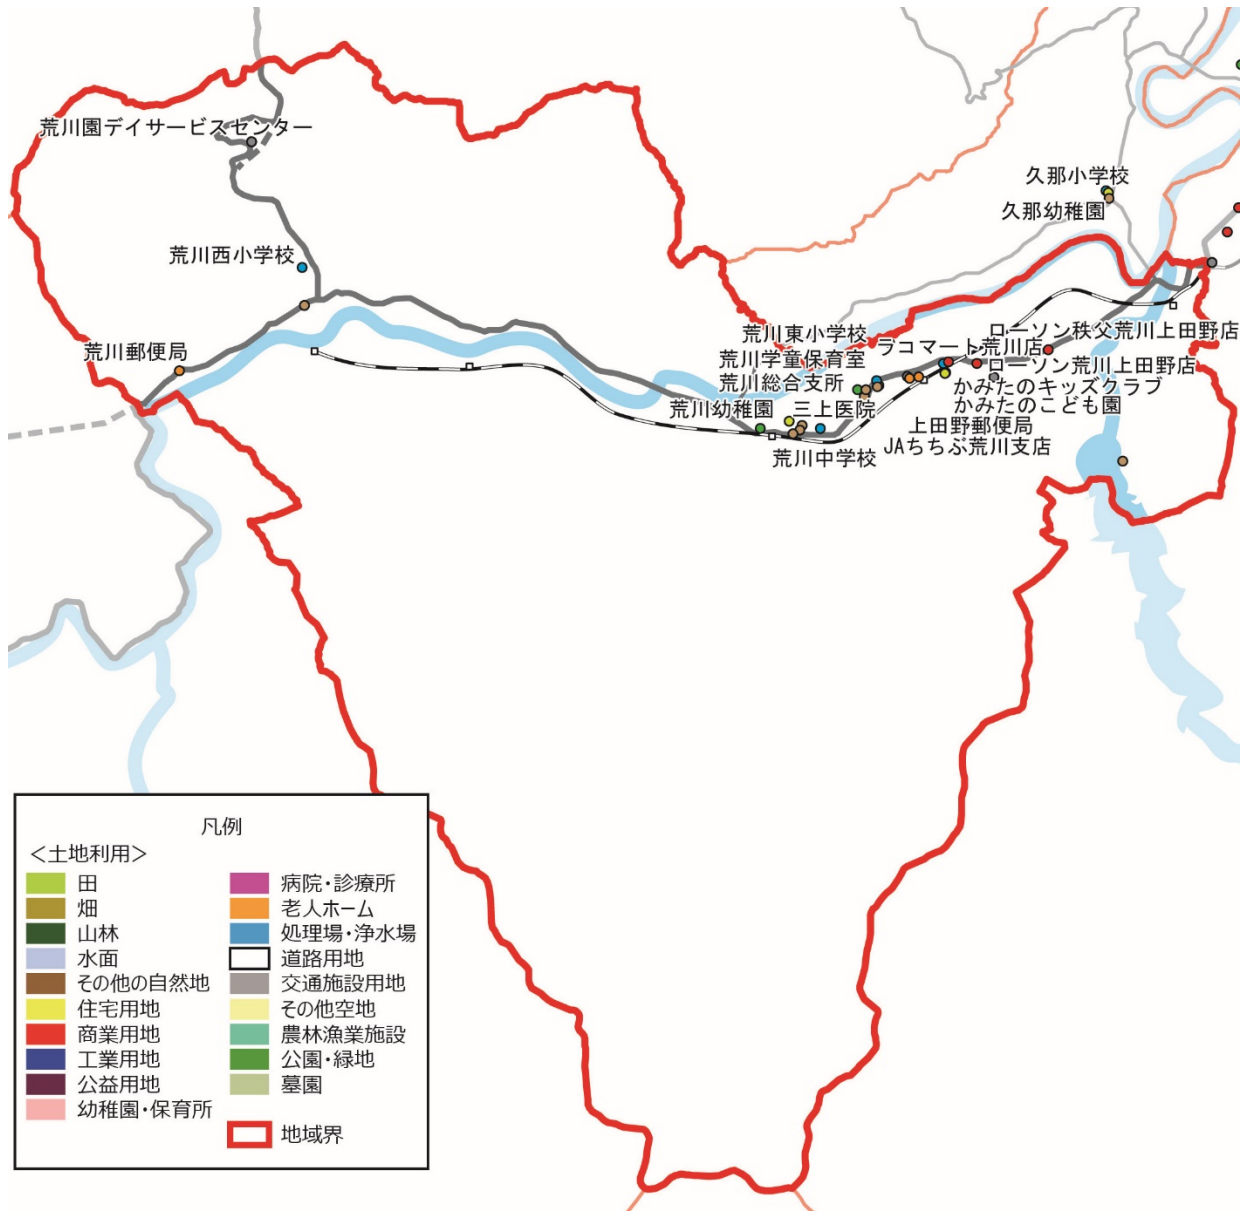 荒川園デイサービスセンター
久那小学校
久那幼稚園
荒川西小学校
荒川郵便局
荒川東小学校
荒川学童保育室
荒川総合支所
荒川幼稚園
三上医院
荒川中学校
ラコマート荒川店
ローソン秩父荒川上田野店
ローソン荒川上田野店
かみたのキッズクラブ
かみたのこども園
上田野郵便局
JAちちぶ荒川支店
凡例
＜土地利用＞
田
畑
山林
水面
その他の自然地
住宅用地
商業用地
工業用地
公益用地
幼稚園・保育所
病院・診療所
老人ホーム
処理場・浄水場
道路用地
交通施設用地
その他空地
農林漁業施設
公園・緑地
墓園
地域界